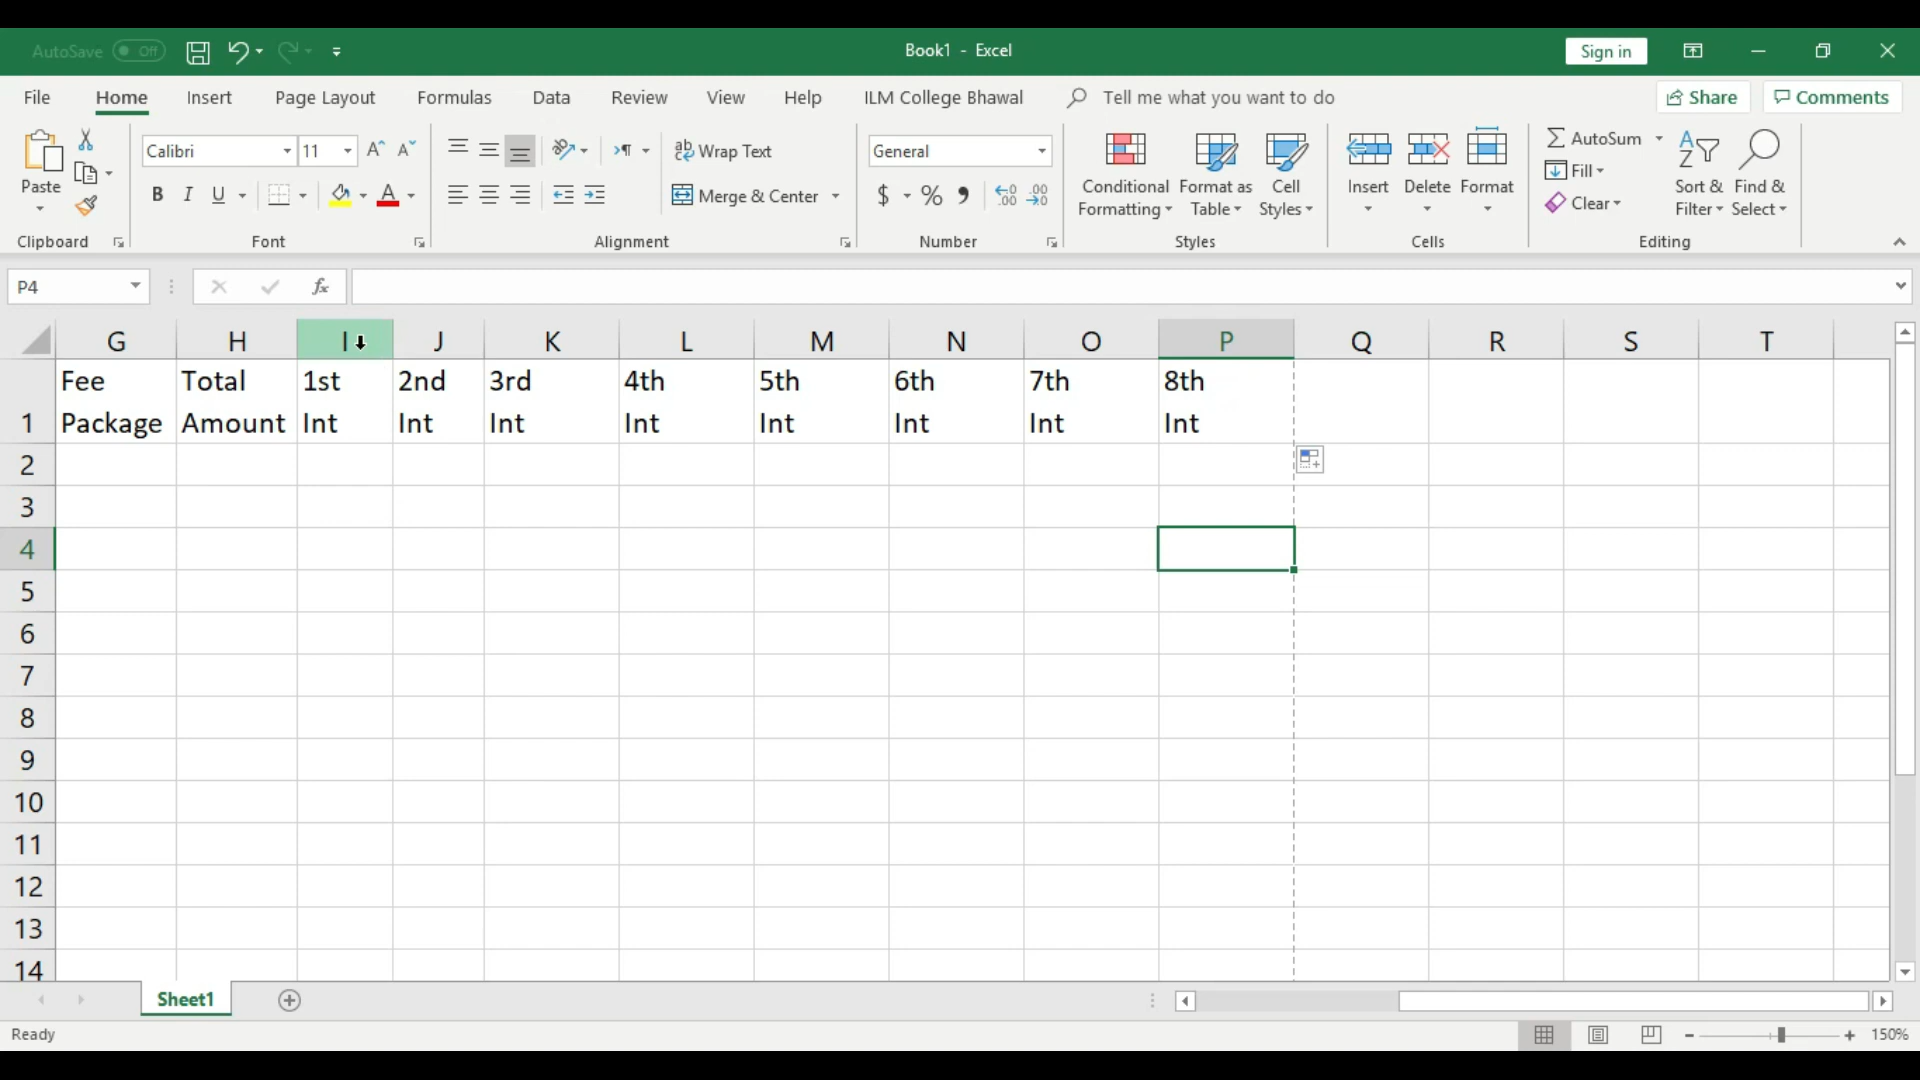 AutoSave Off
Book1 - Excel
Sign in
File Home Insert Page Layout Formulas Data Review View Help ILM College Bhawal Tell me what you want to do Share Comments
Paste
Clipboard
Calibri 11
B I U A
Font
ab Wrap Text
Merge & Center
Alignment
General
$ % ,
Number
Conditional Formatting
Format as Table
Cell Styles
Styles
Insert Delete Format
Cells
AutoSum
Fill
Clear
Sort & Filter
Find & Select
Editing
P4 fx
G H I J K L M N O P Q R S T
1 Fee Package Total Amount 1st Int 2nd Int 3rd Int 4th Int 5th Int 6th Int 7th Int 8th Int
2
3
4
5
6
7
8
9
10
11
12
13
14
Sheet1
Ready
150%